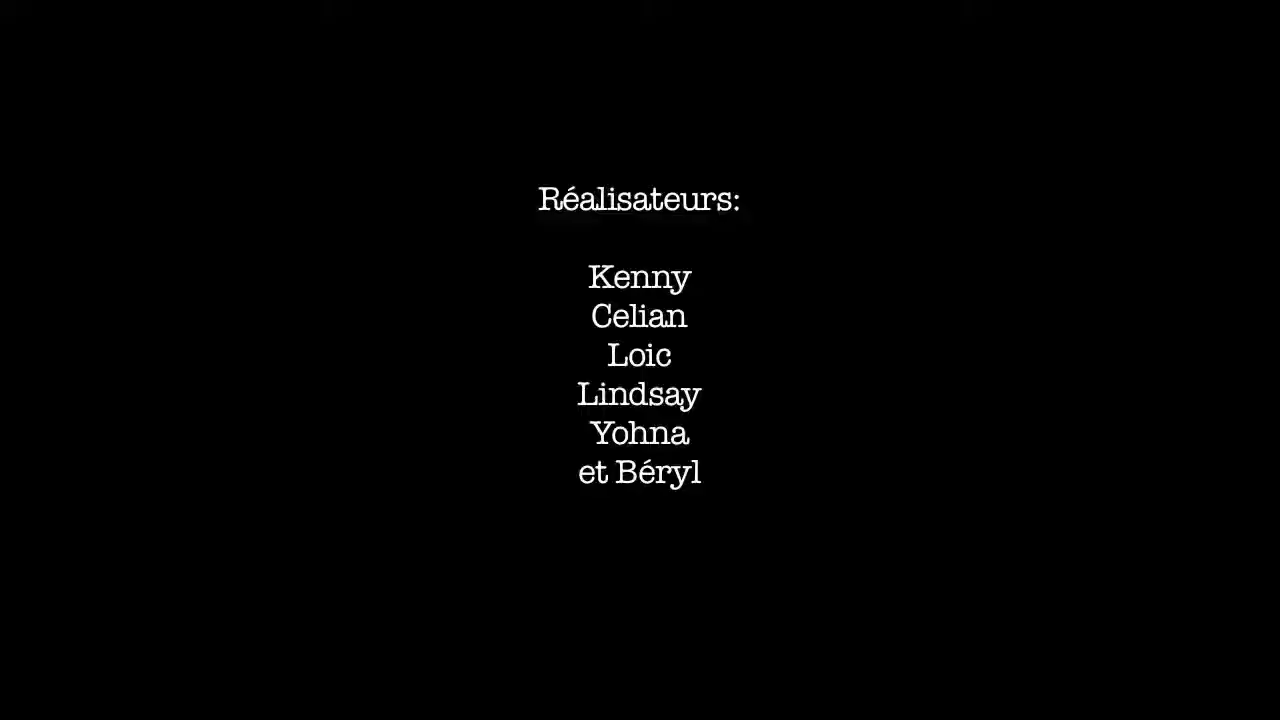 Réalisateurs:
Kenny
Celian
Loic
Lindsay
Yohna
et Béryl